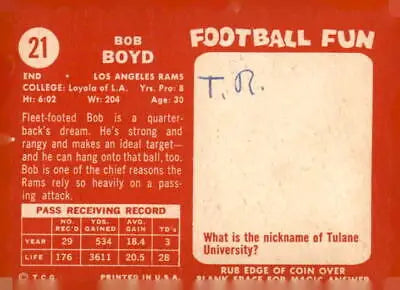 21
BOB
BOYD
END LOS ANGELES RAMS
COLLEGE: Loyola of L.A. Yrs. Pro: 8
Ht: 6:02 Wt: 204 Age: 30
Fleet-footed Bob is a quarter-
back's dream. He's strong and
rangy and makes an ideal target—
and he can hang onto that ball, too.
Bob is one of the chief reasons the
Rams rely so heavily on a pass-
ing attack.
PASS RECEIVING RECORD
NO. REC'D YDS. GAINED AVG. GAIN TD's
YEAR 29 534 18.4 3
LIFE 176 3611 20.5 28
© T.C.G. PRINTED IN U.S.A.
FOOTBALL FUN
T. R.
What is the nickname of Tulane
University?
RUB EDGE OF COIN OVER
BLANK SPACE FOR MAGIC ANSWER